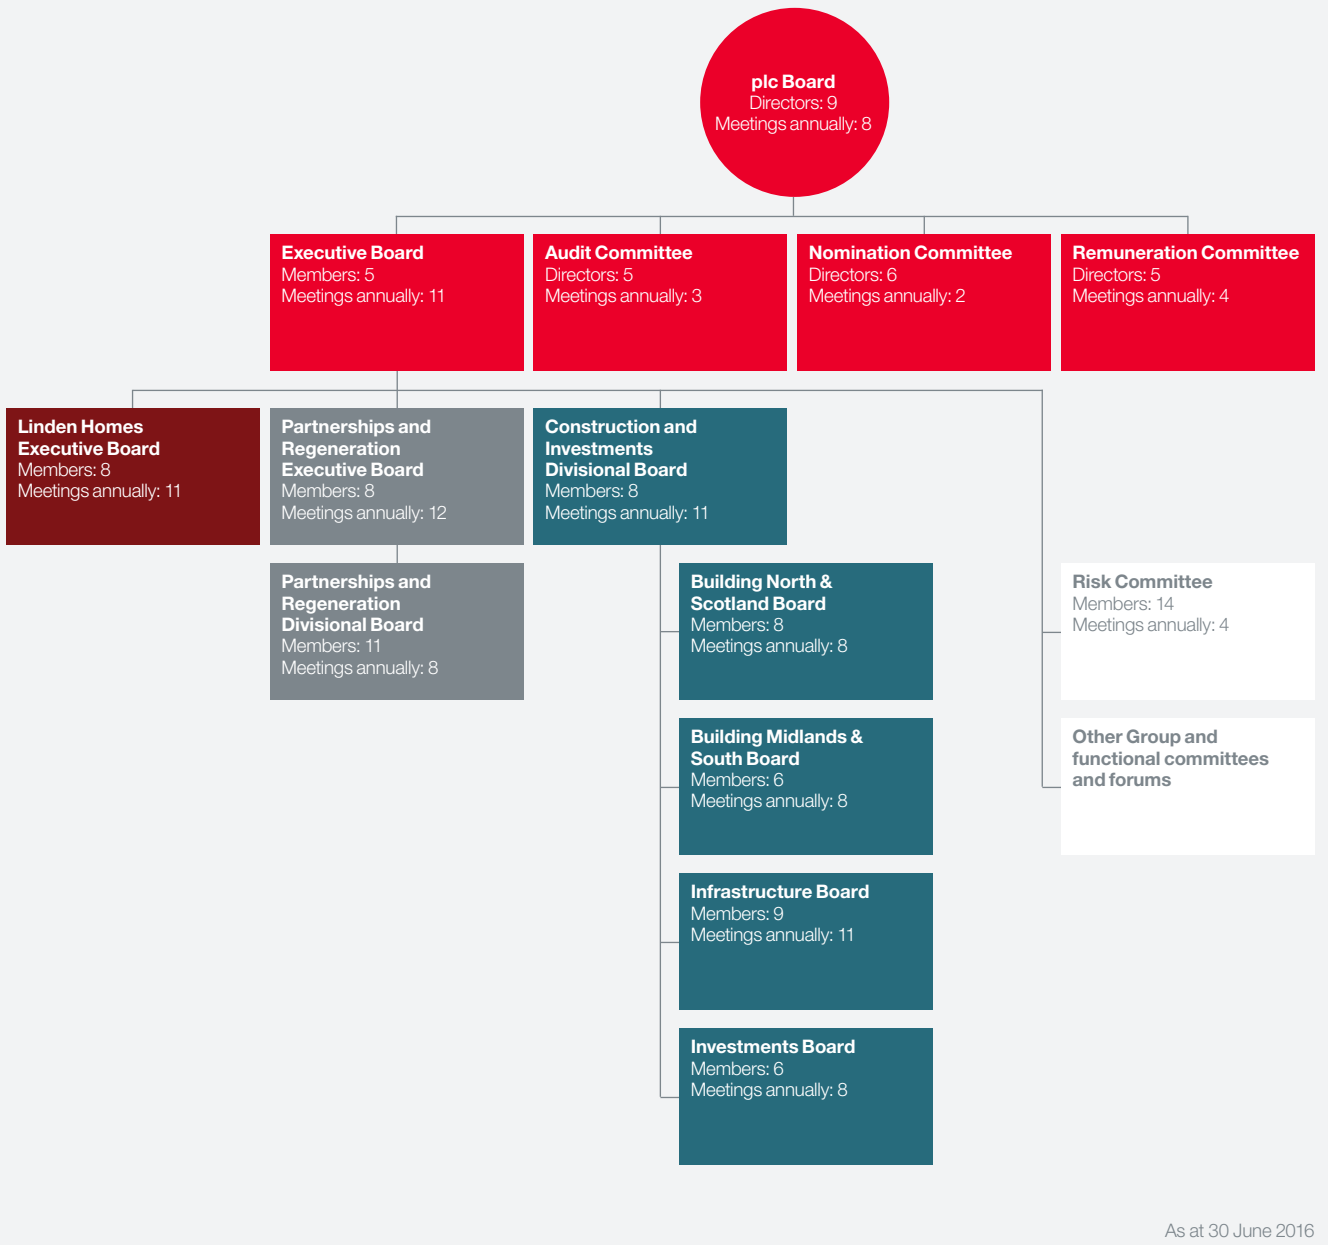 plc Board
Directors: 9
Meetings annually: 8
Executive Board
Members: 5
Meetings annually: 11
Audit Committee
Directors: 5
Meetings annually: 3
Nomination Committee
Directors: 6
Meetings annually: 2
Remuneration Committee
Directors: 5
Meetings annually: 4
Linden Homes
Executive Board
Members: 8
Meetings annually: 11
Partnerships and
Regeneration
Executive Board
Members: 8
Meetings annually: 12
Construction and
Investments
Divisional Board
Members: 8
Meetings annually: 11
Partnerships and
Regeneration
Divisional Board
Members: 11
Meetings annually: 8
Building North &
Scotland Board
Members: 8
Meetings annually: 8
Risk Committee
Members: 14
Meetings annually: 4
Building Midlands &
South Board
Members: 6
Meetings annually: 8
Other Group and
functional committees
and forums
Infrastructure Board
Members: 9
Meetings annually: 11
Investments Board
Members: 6
Meetings annually: 8
As at 30 June 2016